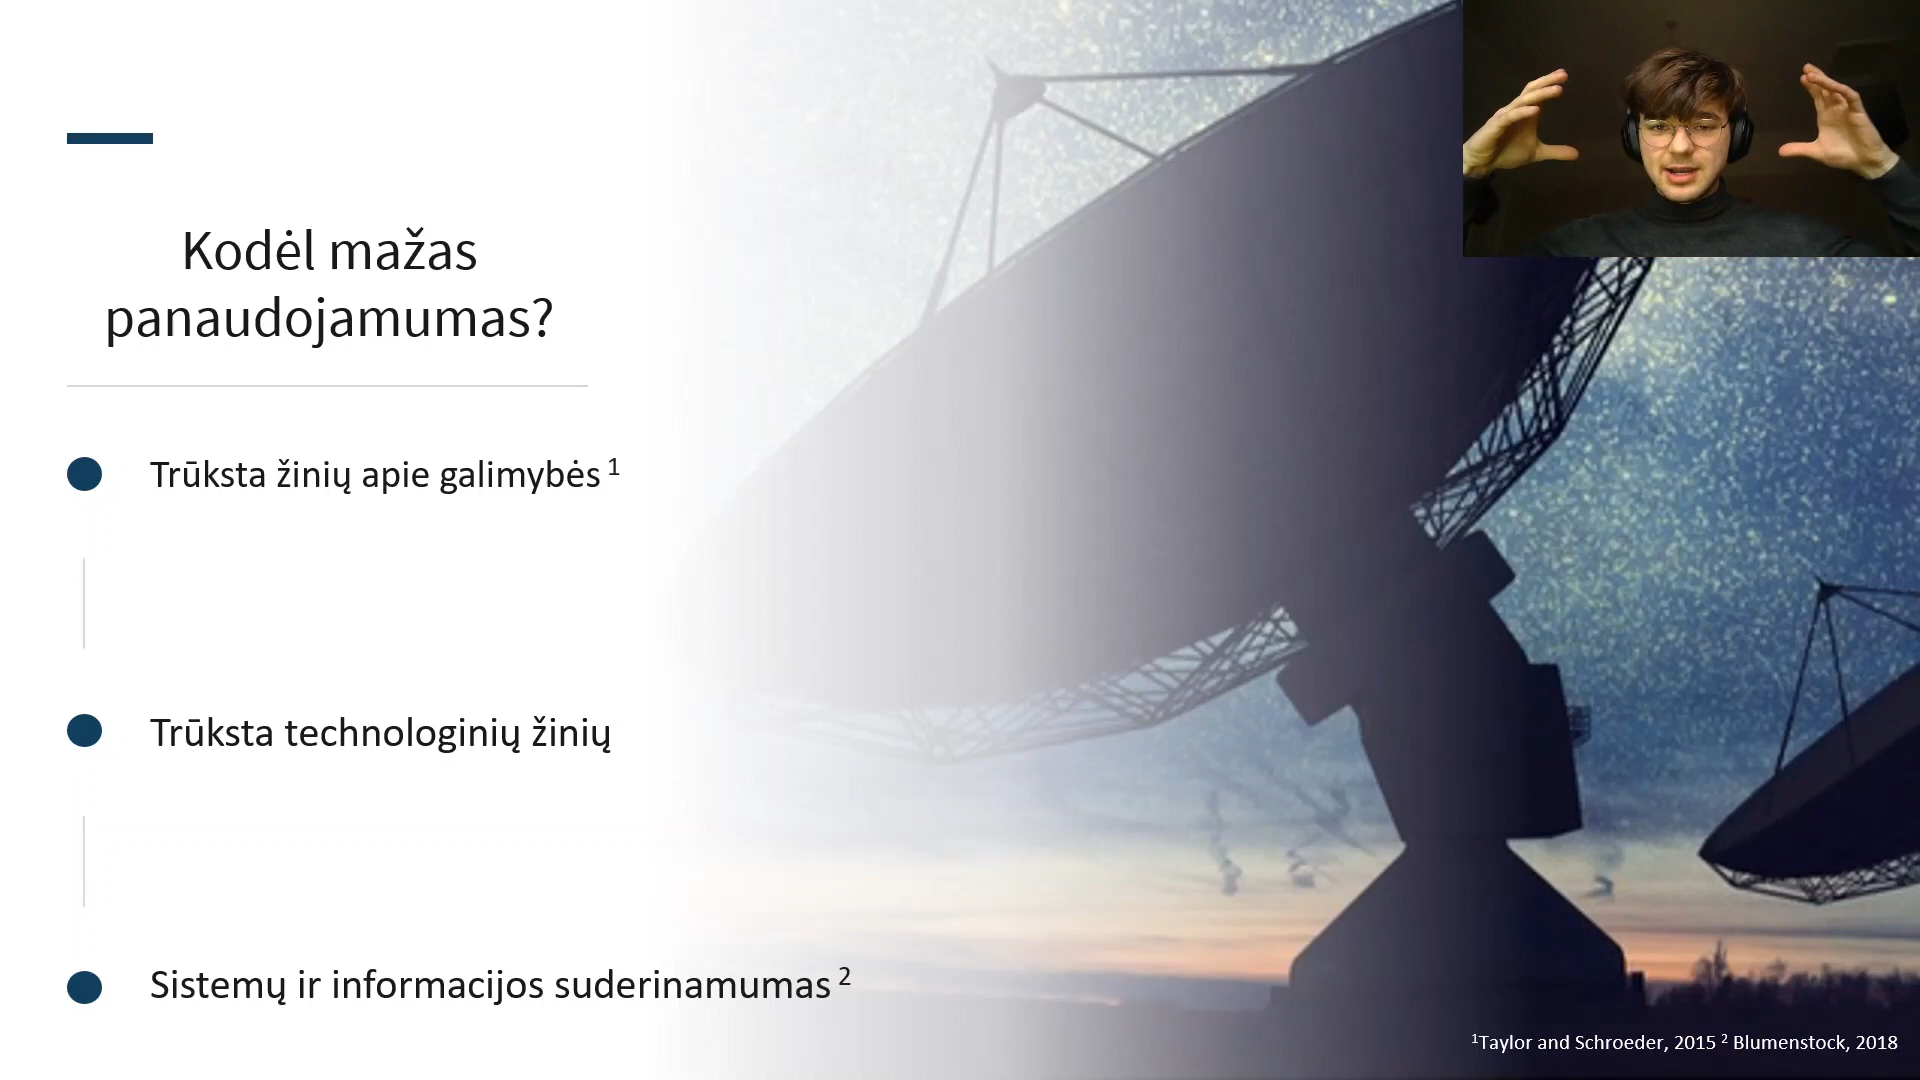 Kodėl mažas
panaudojamumas?
Trūksta žinių apie galimybės 1
Trūksta technologinių žinių
Sistemų ir informacijos suderinamumas 2
1Taylor and Schroeder, 2015 2 Blumenstock, 2018